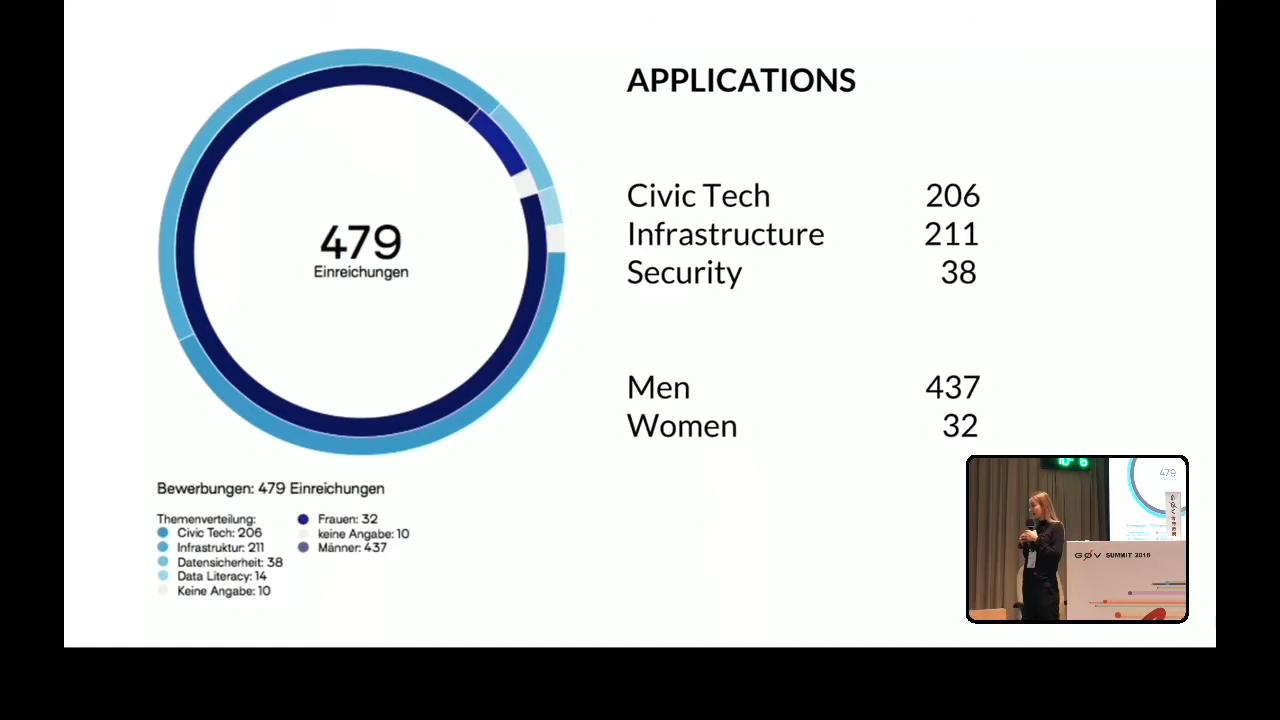 APPLICATIONS
Civic Tech 206
Infrastructure 211
Security 38
Men 437
Women 32
479
Einreichungen
Bewerbungen: 479 Einreichungen
Themenverteilung:
Civic Tech: 206
Infrastruktur: 211
Datensicherheit: 38
Data Literacy: 14
Keine Angabe: 10
Frauen: 32
keine Angabe: 10
Männer: 437
479
GØV SUMMIT 2018